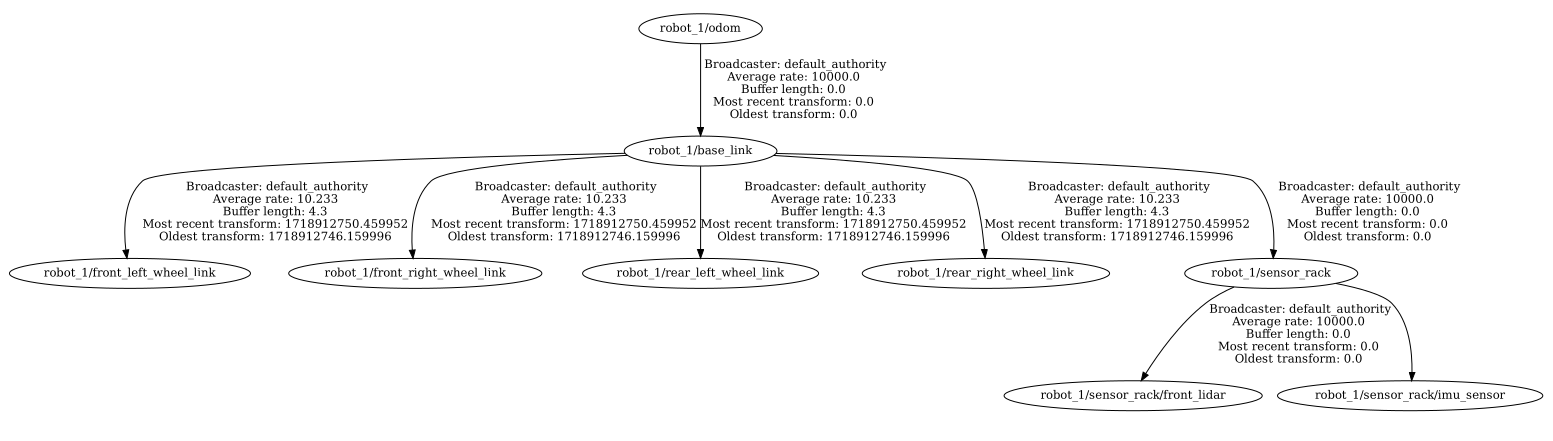 robot_1/odom
Broadcaster: default_authority
Average rate: 10000.0
Buffer length: 0.0
Most recent transform: 0.0
Oldest transform: 0.0
robot_1/base_link
Broadcaster: default_authority
Average rate: 10.233
Buffer length: 4.3
Most recent transform: 1718912750.459952
Oldest transform: 1718912746.159996
Broadcaster: default_authority
Average rate: 10.233
Buffer length: 4.3
Most recent transform: 1718912750.459952
Oldest transform: 1718912746.159996
Broadcaster: default_authority
Average rate: 10.233
Buffer length: 4.3
Most recent transform: 1718912750.459952
Oldest transform: 1718912746.159996
Broadcaster: default_authority
Average rate: 10.233
Buffer length: 4.3
Most recent transform: 1718912750.459952
Oldest transform: 1718912746.159996
Broadcaster: default_authority
Average rate: 10000.0
Buffer length: 0.0
Most recent transform: 0.0
Oldest transform: 0.0
robot_1/front_left_wheel_link
robot_1/front_right_wheel_link
robot_1/rear_left_wheel_link
robot_1/rear_right_wheel_link
robot_1/sensor_rack
Broadcaster: default_authority
Average rate: 10000.0
Buffer length: 0.0
Most recent transform: 0.0
Oldest transform: 0.0
robot_1/sensor_rack/front_lidar
robot_1/sensor_rack/imu_sensor